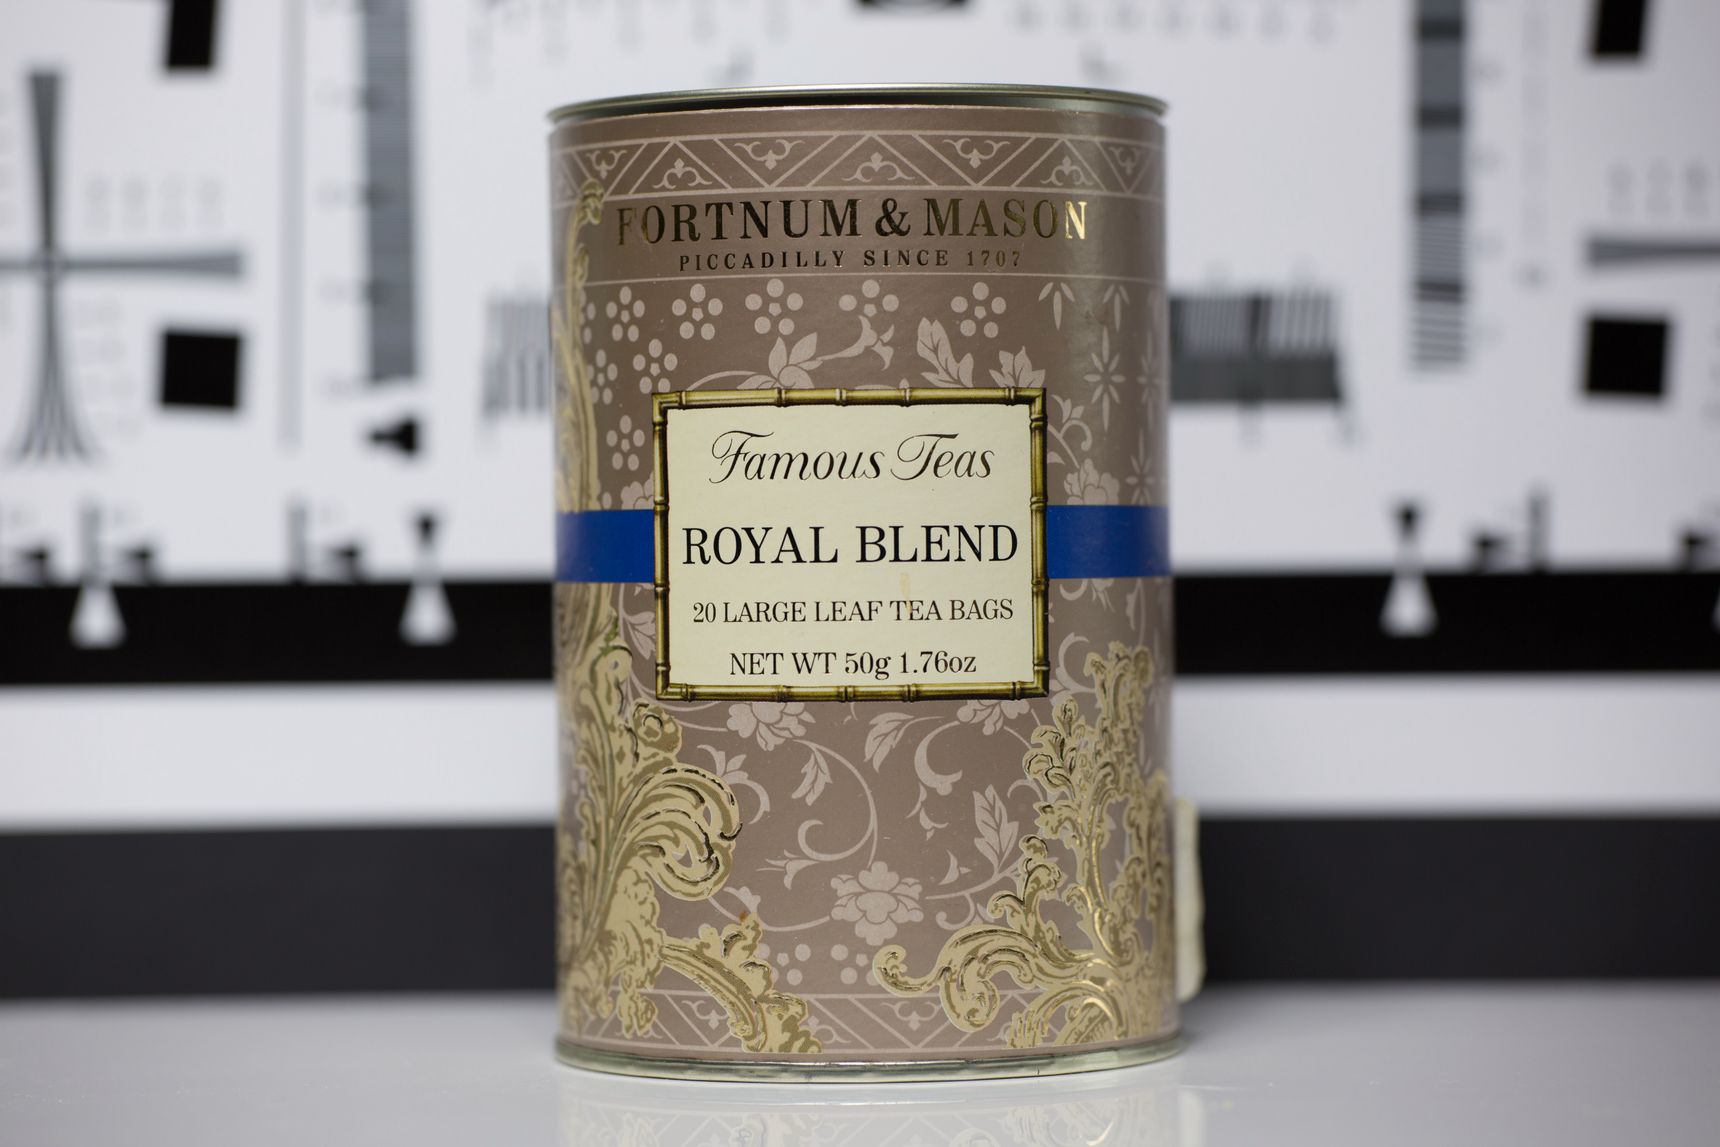 FORTNUM & MASON
PICCADILLY SINCE 1707
Famous Teas
ROYAL BLEND
20 LARGE LEAF TEA BAGS
NET WT 50g 1.76oz